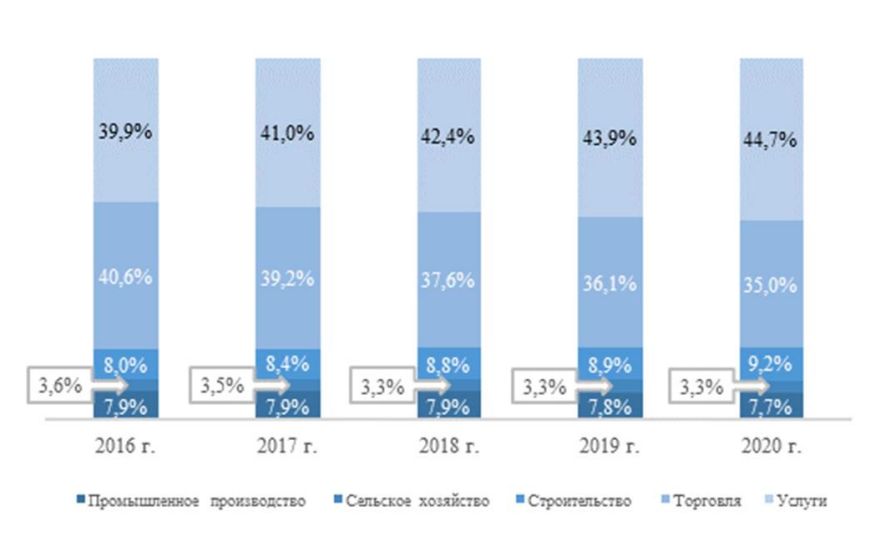 39,9% 41,0% 42,4% 43,9% 44,7%
40,6% 39,2% 37,6% 36,1% 35,0%
8,0% 8,4% 8,8% 8,9% 9,2%
3,6% 3,5% 3,3% 3,3% 3,3%
7,9% 7,9% 7,9% 7,8% 7,7%
2016 г. 2017 г. 2018 г. 2019 г. 2020 г.
Промышленное производство Сельское хозяйство Строительство Торговля Услуги